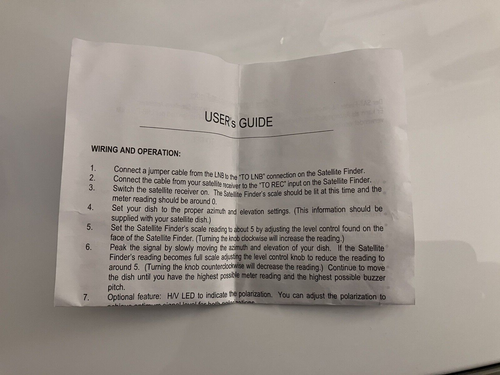 USER's GUIDE
WIRING AND OPERATION:
1. Connect a jumper cable from the LNB to the "TO LNB" connection on the Satellite Finder.
2. Connect the cable from your satellite receiver to the "TO REC" input on the Satellite Finder.
3. Switch the satellite receiver on. The Satellite Finder's scale should be lit at this time and the
meter reading should be around 0.
4. Set your dish to the proper azimuth and elevation settings. (This information should be
supplied with your satellite dish.)
5. Set the Satellite Finder's scale reading to about 5 by adjusting the level control found on the
face of the Satellite Finder. (Turning the knob clockwise will increase the reading.)
6. Peak the signal by slowly moving the azimuth and elevation of your dish. If the Satellite
Finder's reading becomes full scale adjusting the level control knob to reduce the reading to
around 5. (Turning the knob counterclockwise will decrease the reading.) Continue to move
the dish until you have the highest possible meter reading and the highest possible buzzer
pitch.
7. Optional feature: H/V LED to indicate the polarization. You can adjust the polarization to